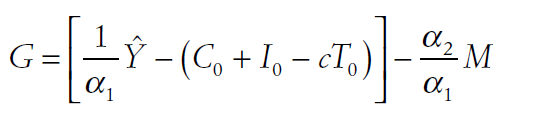 G = [ 1/α₁ Ŷ − (C₀ + I₀ − cT₀) ] − α₂/α₁ M